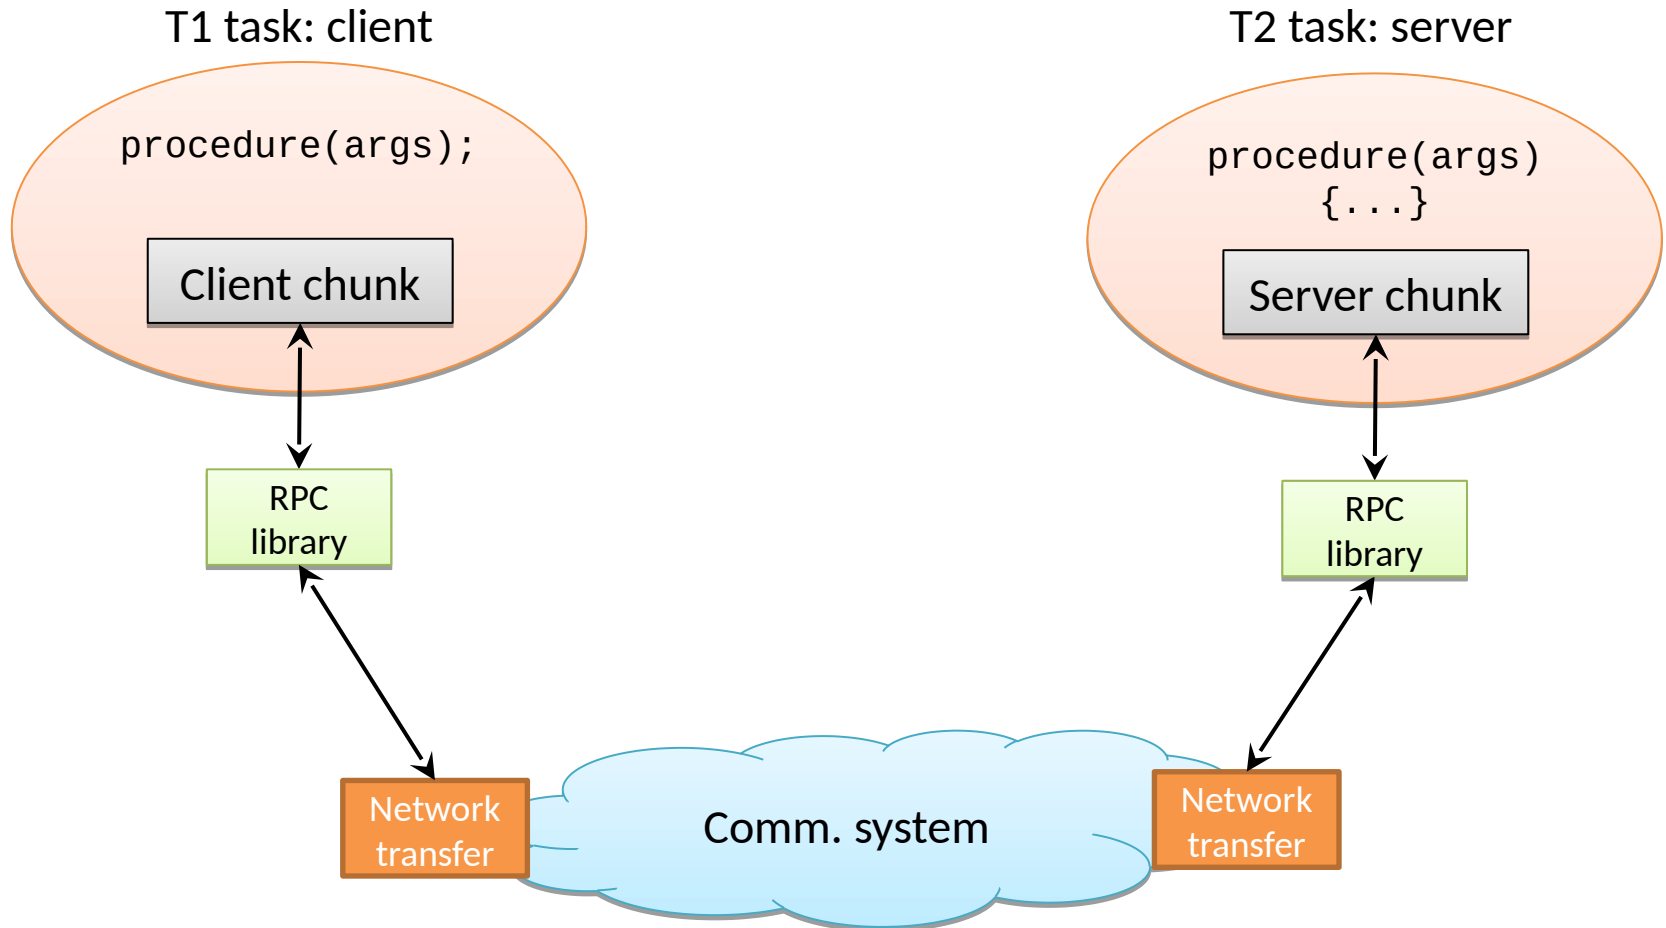 T1 task: client
T2 task: server
procedure(args);
procedure(args)
{...}
Client chunk
Server chunk
RPC
library
RPC
library
Network
transfer
Comm. system
Network
transfer